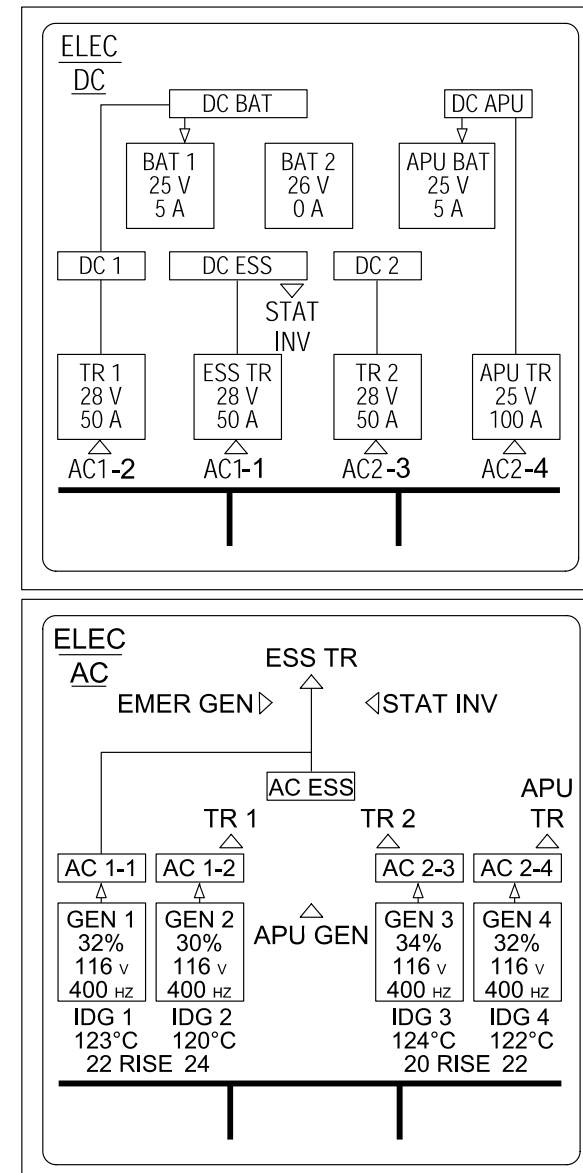 ELEC
DC
DC BAT
DC APU
BAT 1
25 V
5 A
BAT 2
26 V
0 A
APU BAT
25 V
5 A
DC 1
DC ESS
DC 2
STAT
INV
TR 1
28 V
50 A
ESS TR
28 V
50 A
TR 2
28 V
50 A
APU TR
25 V
100 A
AC1-2
AC1-1
AC2-3
AC2-4
ELEC
AC
ESS TR
EMER GEN
STAT INV
AC ESS
TR 1
TR 2
APU
TR
AC 1-1
AC 1-2
AC 2-3
AC 2-4
GEN 1
32%
116 V
400 HZ
GEN 2
30%
116 V
400 HZ
APU GEN
GEN 3
34%
116 V
400 HZ
GEN 4
32%
116 V
400 HZ
IDG 1
123°C
IDG 2
120°C
22 RISE 24
IDG 3
124°C
IDG 4
122°C
20 RISE 22